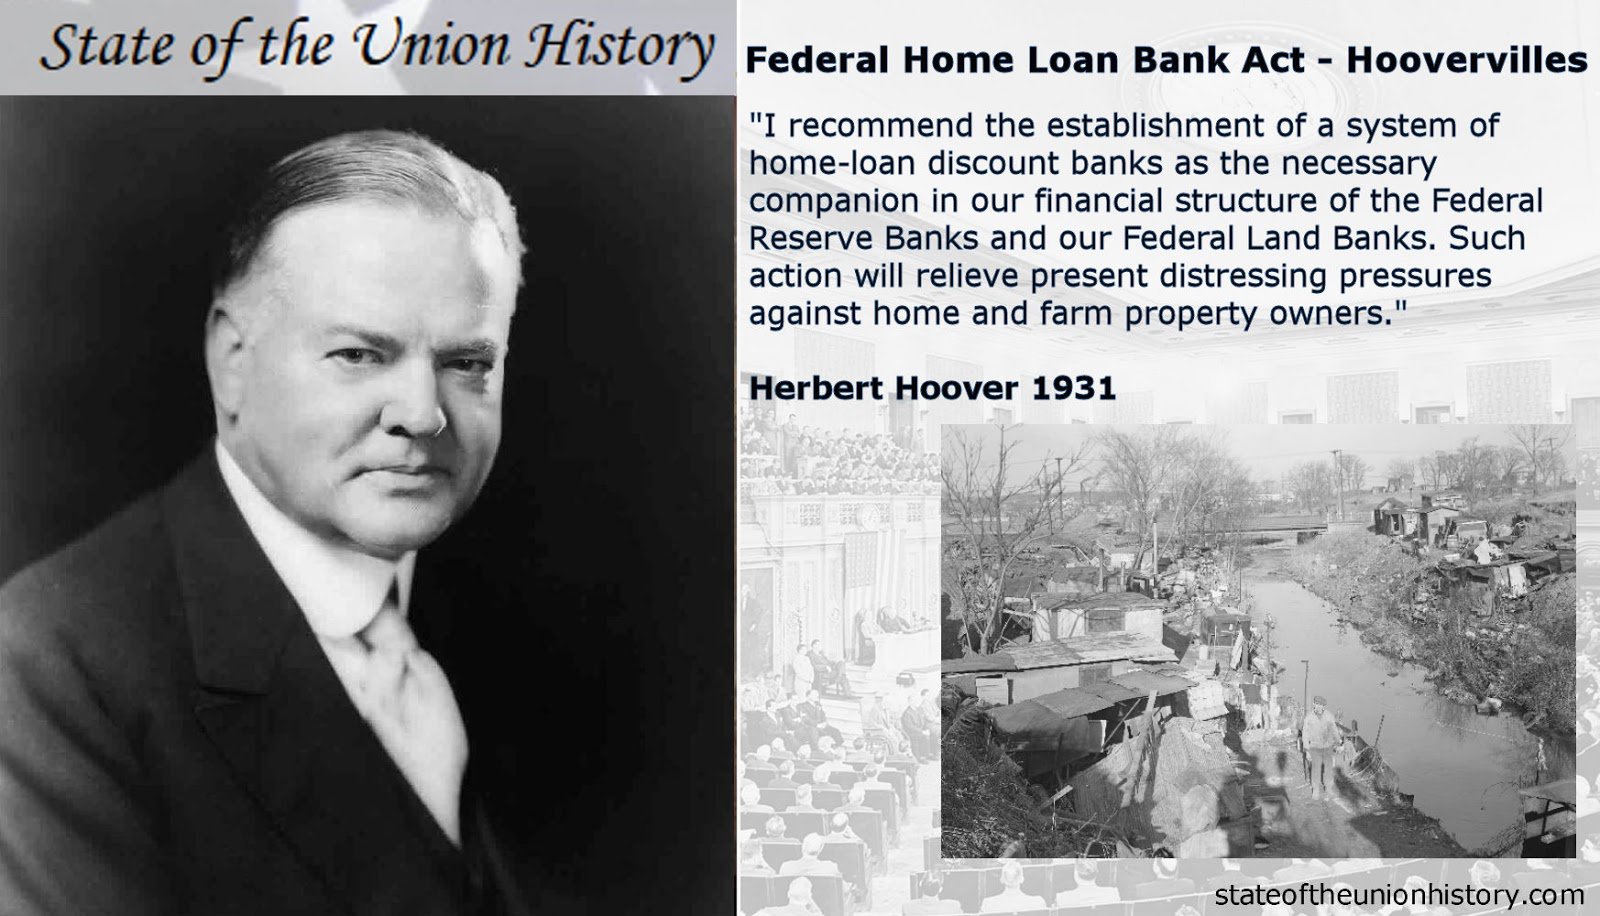 State of the Union History
Federal Home Loan Bank Act - Hoovervilles
"I recommend the establishment of a system of
home-loan discount banks as the necessary
companion in our financial structure of the Federal
Reserve Banks and our Federal Land Banks. Such
action will relieve present distressing pressures
against home and farm property owners."
Herbert Hoover 1931
stateoftheunionhistory.com